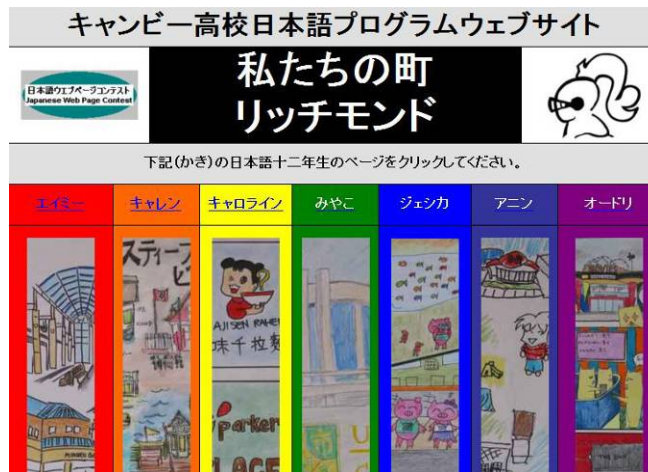 キャンビー高校日本語プログラムウェブサイト
日本語ウエブページコンテスト
Japanese Web Page Contest
私たちの町
リッチモンド
下記(かき)の日本語十二年生のページをクリックしてください。
エイミー キャレン キャロライン みやこ ジェシカ アニン オードリ
スティーブ
AJISEN RAMEN
味千拉麺
parker
PLACE